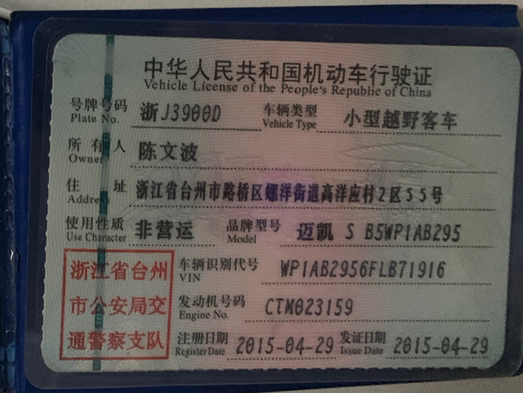 中华人民共和国机动车行驶证
Vehicle License of the People's Republic of China
号牌号码 浙J3900D 车辆类型 小型越野客车
Plate No. Vehicle Type
所有人 陈文波
Owner
住址 浙江省台州市路桥区螺洋街道高洋应村2区55号
Address
使用性质 非营运 品牌型号 迈凯 S B5WP1AB295
Use Character Model
浙江省台州 车辆识别代号 WP1AB2956FLB71916
VIN
市公安局交 发动机号码 CTM023159
Engine No.
通警察支队 注册日期 2015-04-29 发证日期 2015-04-29
Register Date Issue Date